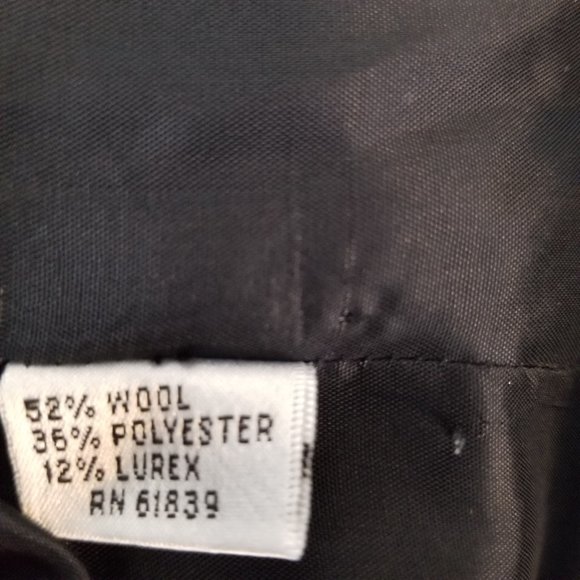 52% WOOL
36% POLYESTER
12% LUREX
RN 61839